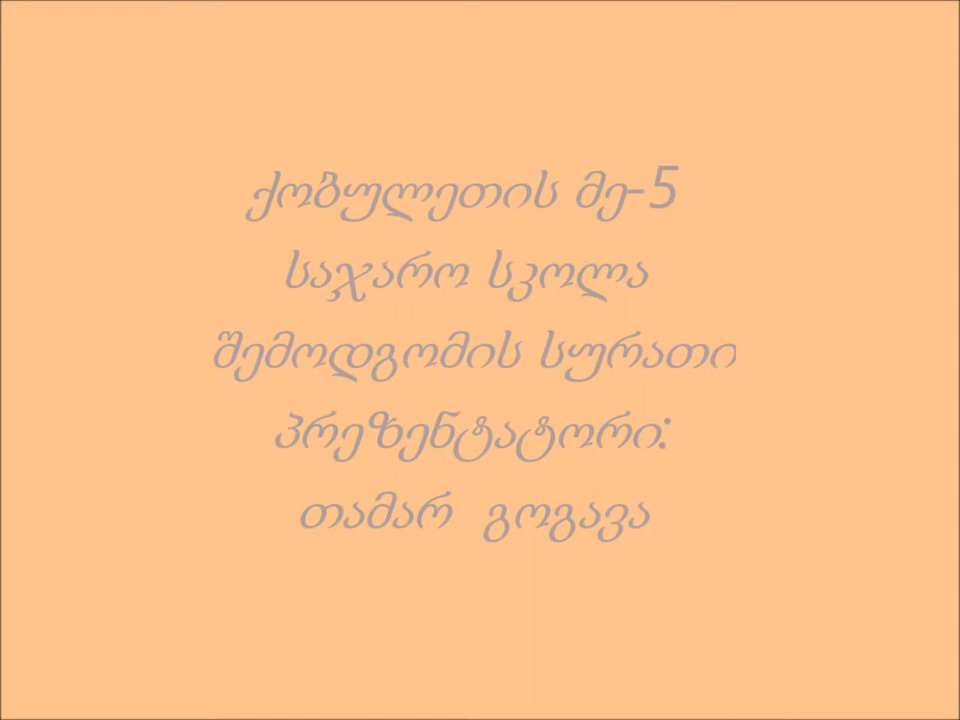 ქობულეთის მე-5
საჯარო სკოლა
შემოდგომის სურათი
პრეზენტატორი:
თამარ გოგავა